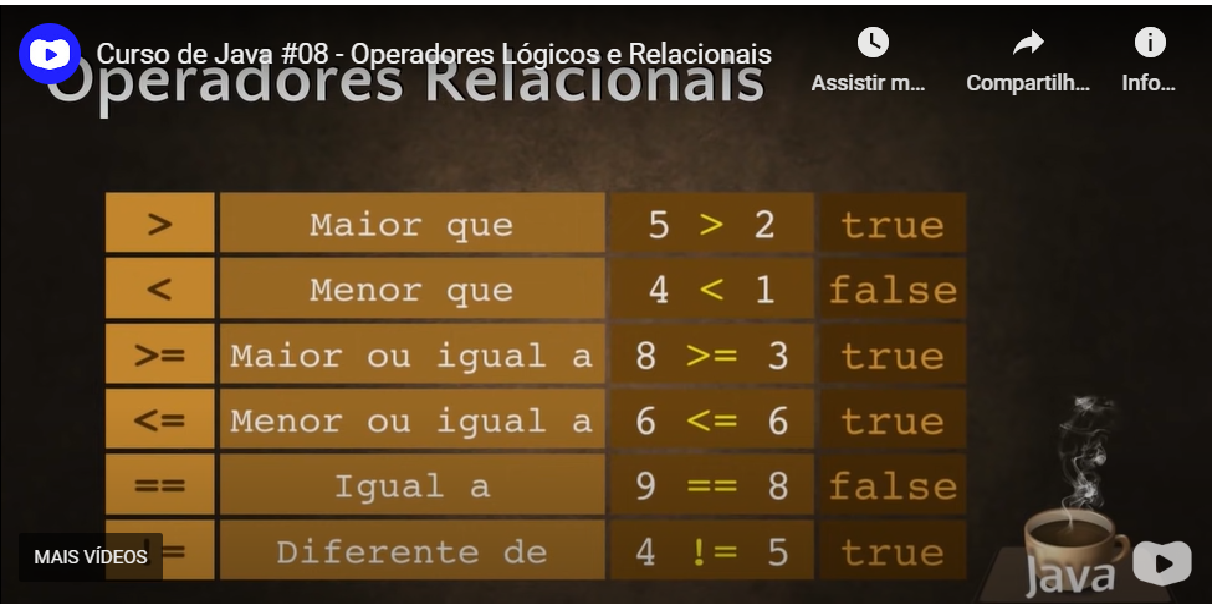 Curso de Java #08 - Operadores Lógicos e Relacionais
Assistir m... Compartilh... Info...
Operadores Relacionais
> Maior que 5 > 2 true
< Menor que 4 < 1 false
>= Maior ou igual a 8 >= 3 true
<= Menor ou igual a 6 <= 6 true
== Igual a 9 == 8 false
!= Diferente de 4 != 5 true
MAIS VÍDEOS
Java